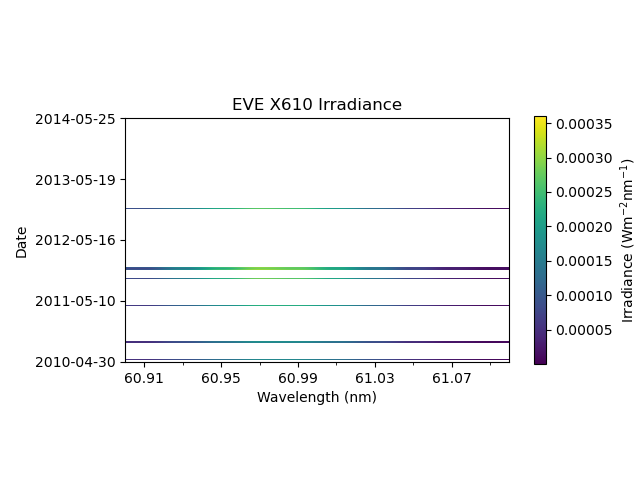 EVE X610 Irradiance
2014-05-25
2013-05-19
2012-05-16
2011-05-10
2010-04-30
Date
60.91 60.95 60.99 61.03 61.07
Wavelength (nm)
0.00035
0.00030
0.00025
0.00020
0.00015
0.00010
0.00005
Irradiance (Wm⁻²nm⁻¹)